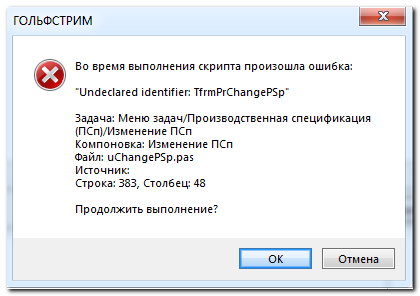 ГОЛЬФСТРИМ
Во время выполнения скрипта произошла ошибка:
"Undeclared identifier: TfrmPrChangePSp"
Задача: Меню задач/Производственная спецификация
(ПСп)/Изменение ПСп
Компоновка: Изменение ПСп
Файл: uChangePSp.pas
Источник:
Строка: 383, Столбец: 48
Продолжить выполнение?
ОК
Отмена